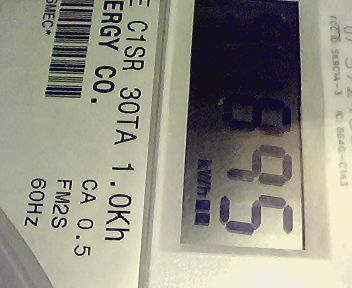 895
kWh
E C1SR 30TA 1.0Kh
ERGY CO.
CA 0.5
FM2S
60Hz